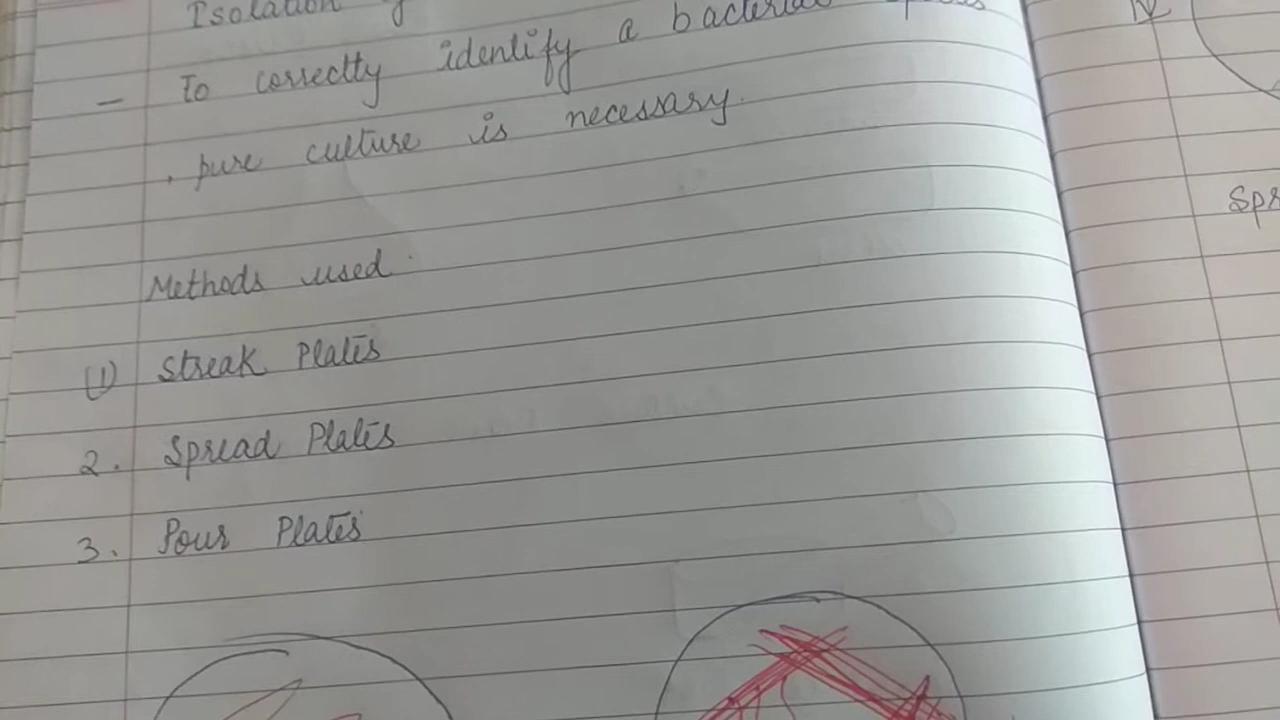 Isolation
- To correctly identify a bacterial
, pure culture is necessary.
Methods used.
(1) Streak Plates
2. Spread Plates
3. Pour Plates